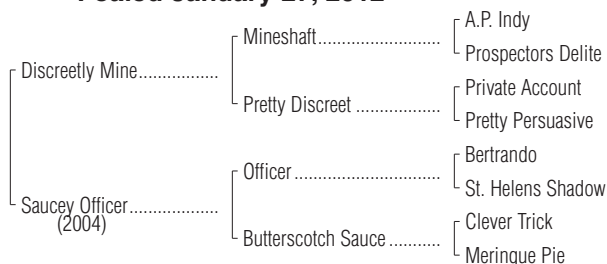 Foaled January 27, 2012
A.P. Indy
Mineshaft
Prospectors Delite
Discreetly Mine
Private Account
Pretty Discreet
Pretty Persuasive
Bertrando
Officer
St. Helens Shadow
Saucey Officer
(2004)
Clever Trick
Butterscotch Sauce
Meringue Pie